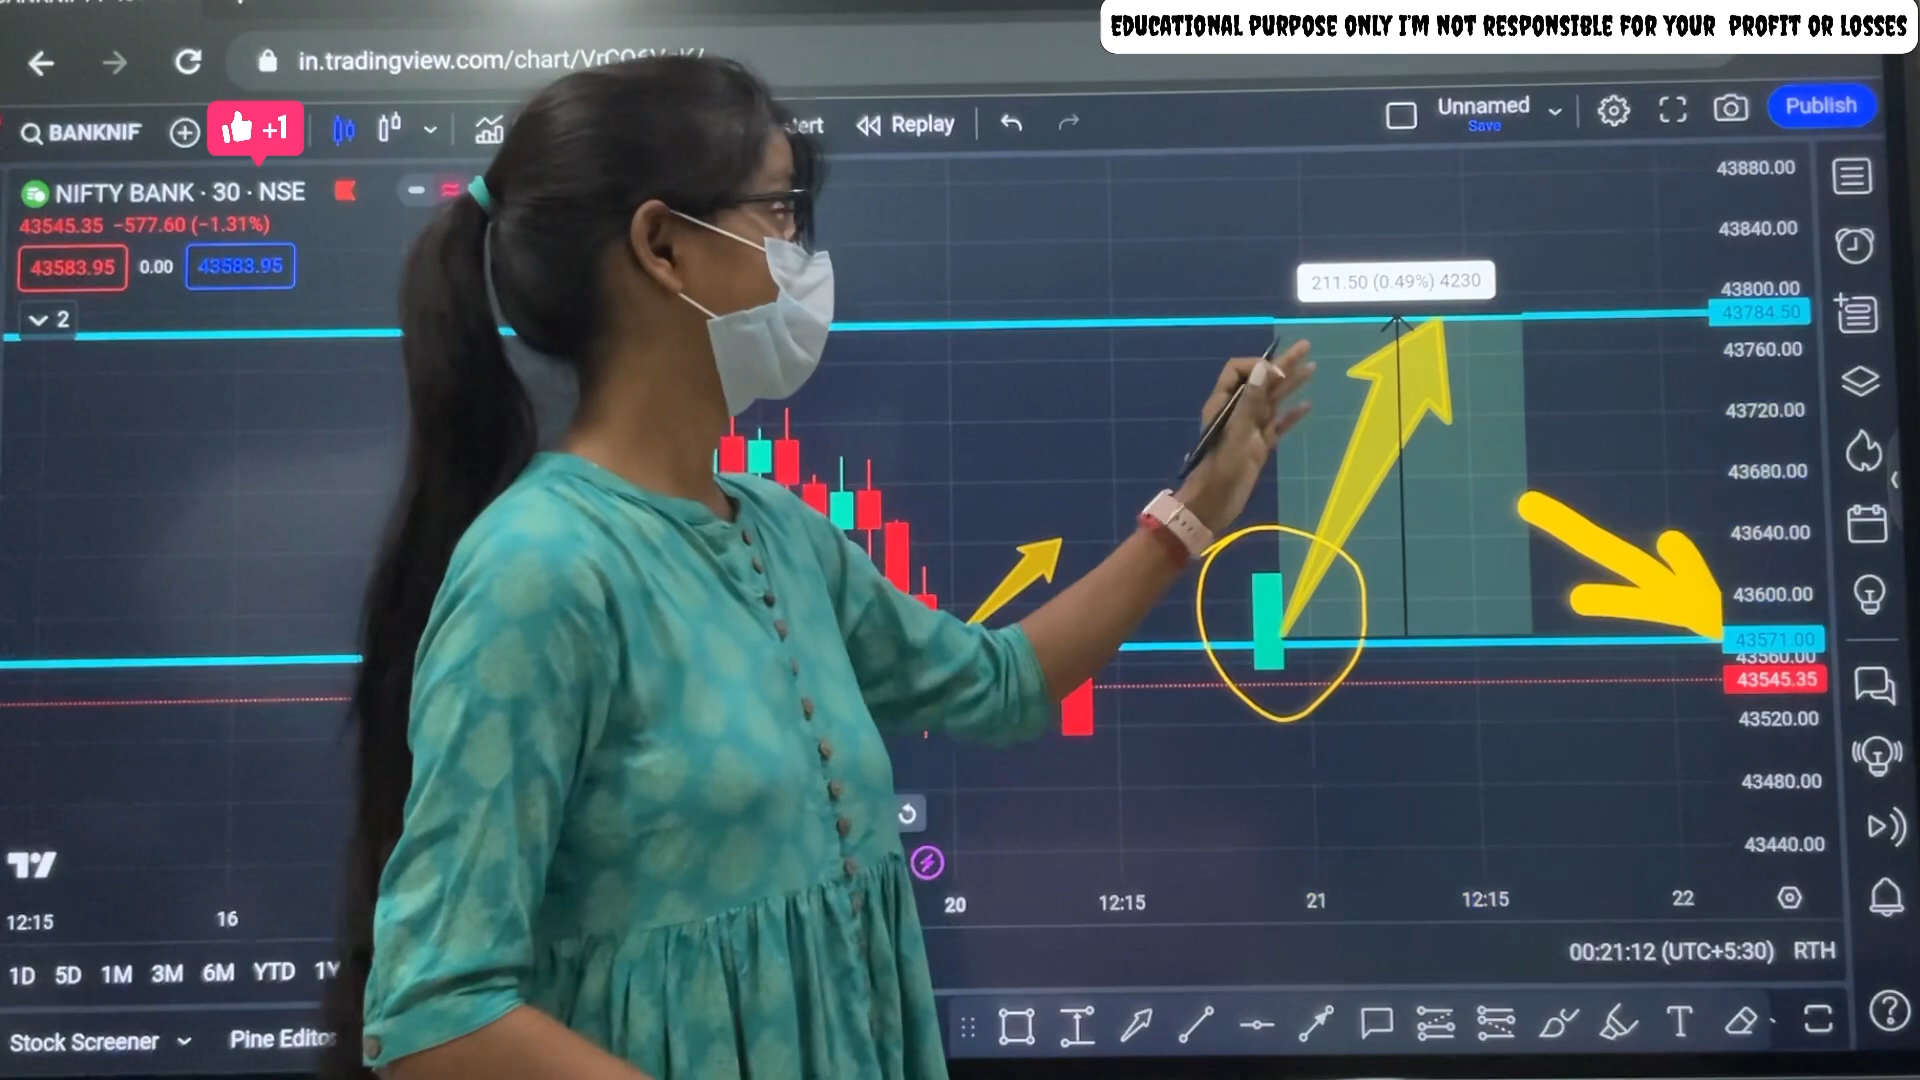 EDUCATIONAL PURPOSE ONLY I'M NOT RESPONSIBLE FOR YOUR PROFIT OR LOSSES
in.tradingview.com/chart/
BANKNIF
+1
Replay
Unnamed
Save
Publish
NIFTY BANK · 30 · NSE
43545.35 −577.60 (−1.31%)
43583.95 0.00 43583.95
2
211.50 (0.49%) 4230
43880.00
43840.00
43800.00
43784.50
43760.00
43720.00
43680.00
43640.00
43600.00
43571.00
43560.00
43545.35
43520.00
43480.00
43440.00
12:15 16 20 12:15 21 12:15 22
00:21:12 (UTC+5:30) RTH
1D 5D 1M 3M 6M YTD 1Y
Stock Screener Pine Editor